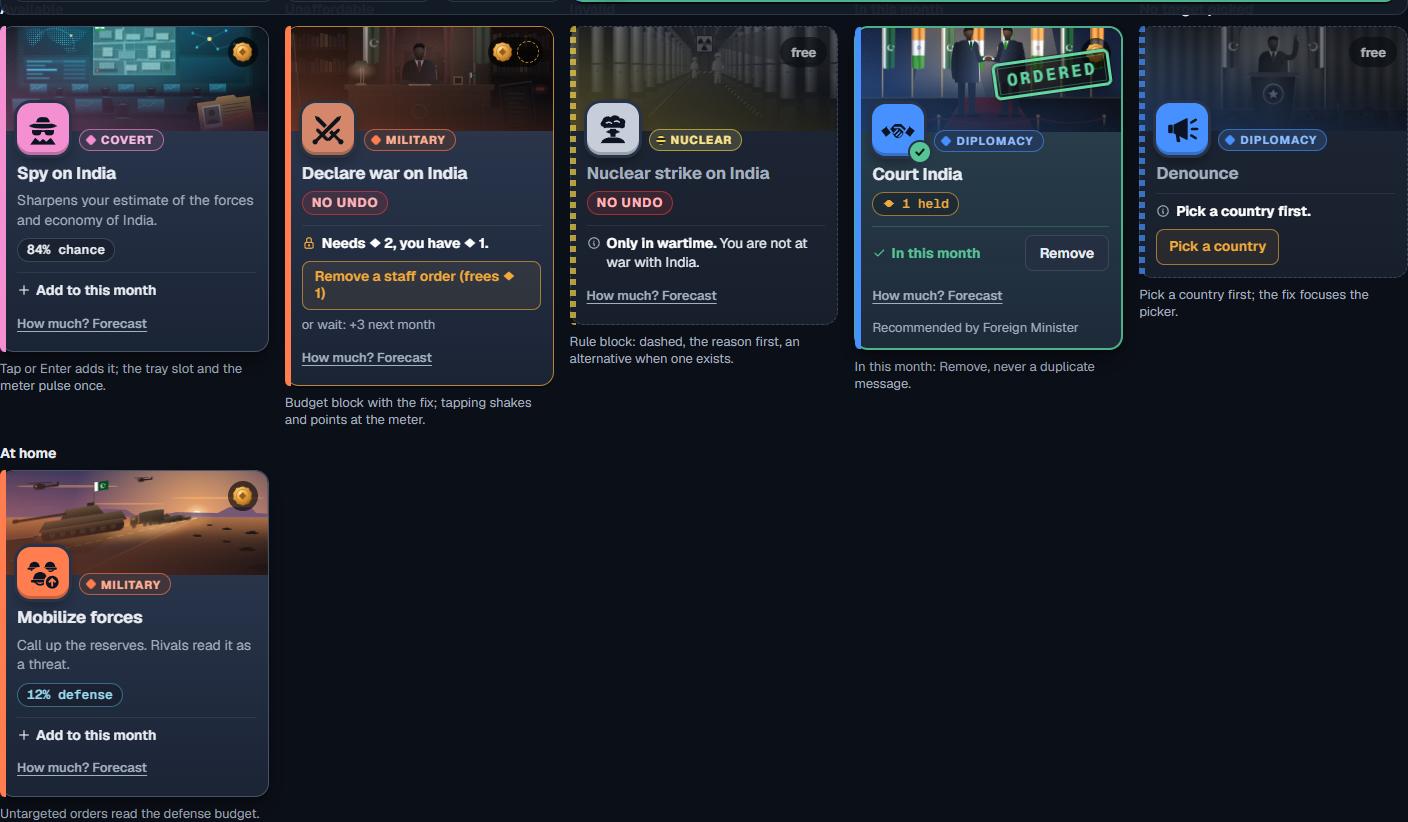 Available
Unaffordable
Invalid
In this month
No target picked
COVERT
Spy on India
Sharpens your estimate of the forces
and economy of India.
84% chance
Add to this month
How much? Forecast
Tap or Enter adds it; the tray slot and the
meter pulse once.
MILITARY
Declare war on India
NO UNDO
Needs ◆ 2, you have ◆ 1.
Remove a staff order (frees ◆
1)
or wait: +3 next month
How much? Forecast
Budget block with the fix; tapping shakes
and points at the meter.
free
NUCLEAR
Nuclear strike on India
NO UNDO
Only in wartime. You are not at
war with India.
How much? Forecast
Rule block: dashed, the reason first, an
alternative when one exists.
ORDERED
DIPLOMACY
Court India
1 held
In this month
Remove
How much? Forecast
Recommended by Foreign Minister
In this month: Remove, never a duplicate
message.
free
DIPLOMACY
Denounce
Pick a country first.
Pick a country
Pick a country first; the fix focuses the
picker.
At home
MILITARY
Mobilize forces
Call up the reserves. Rivals read it as
a threat.
12% defense
Add to this month
How much? Forecast
Untargeted orders read the defense budget.